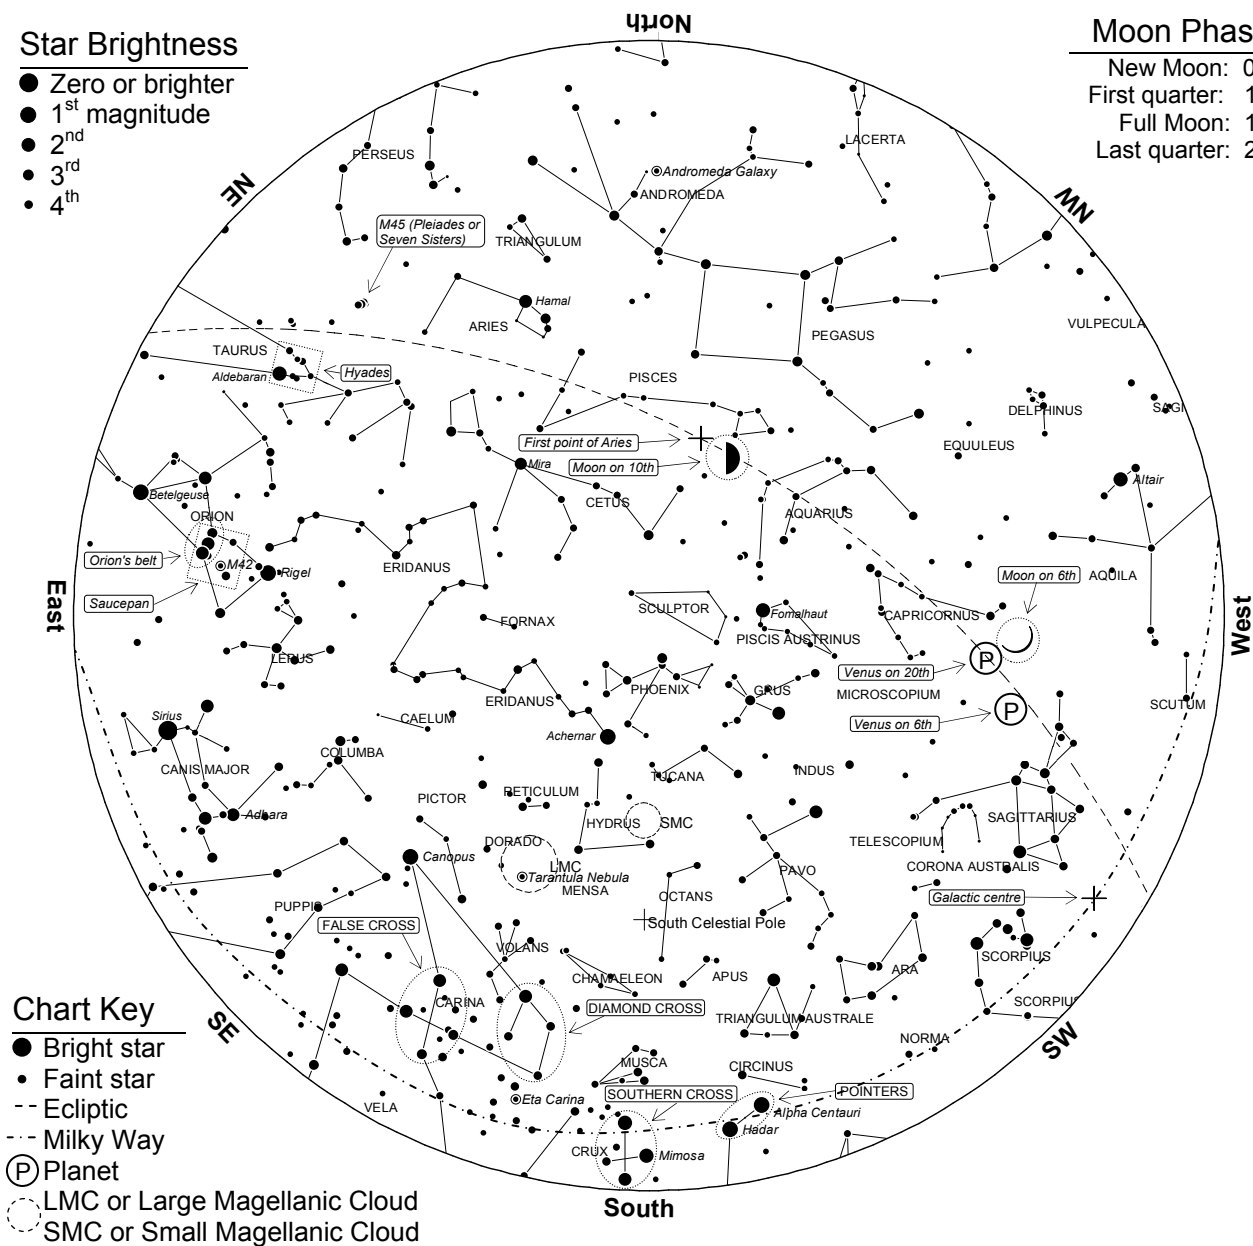 North
Star Brightness
Zero or brighter
1st magnitude
2nd
3rd
4th
Moon Phas
New Moon: 0
First quarter: 1
Full Moon: 1
Last quarter: 2
NE
NW
PERSEUS
LACERTA
Andromeda Galaxy
ANDROMEDA
M45 (Pleiades or
Seven Sisters)
TRIANGULUM
Hamal
ARIES
PEGASUS
VULPECULA
TAURUS
Aldebaran
Hyades
PISCES
DELPHINUS
SAGI
First point of Aries
EQUULEUS
Mira
Moon on 10th
Betelgeuse
CETUS
Altair
ORION
AQUARIUS
Orion's belt
M42
Rigel
ERIDANUS
Moon on 6th
AQUILA
Saucepan
East
West
SCULPTOR
Fomalhaut
CAPRICORNUS
FORNAX
PISCIS AUSTRINUS
LEPUS
P
Venus on 20th
PHOENIX
GRUS
MICROSCOPIUM
ERIDANUS
SCUTUM
Sirius
CAELUM
Achernar
Venus on 6th
P
COLUMBA
CANIS MAJOR
TUCANA
INDUS
RETICULUM
PICTOR
Adhara
HYDRUS
SMC
SAGITTARIUS
DORADO
TELESCOPIUM
Canopus
LMC
PAVO
CORONA AUSTRALIS
Tarantula Nebula
MENSA
OCTANS
Galactic centre
PUPPIS
FALSE CROSS
South Celestial Pole
VOLANS
SCORPIUS
CHAMAELEON
APUS
ARA
CARINA
DIAMOND CROSS
SCORPIUS
TRIANGULUM AUSTRALE
SE
SW
NORMA
MUSCA
CIRCINUS
SOUTHERN CROSS
POINTERS
Eta Carina
VELA
Alpha Centauri
Hadar
CRUX
Mimosa
South
Chart Key
Bright star
Faint star
Ecliptic
Milky Way
P Planet
LMC or Large Magellanic Cloud
SMC or Small Magellanic Cloud